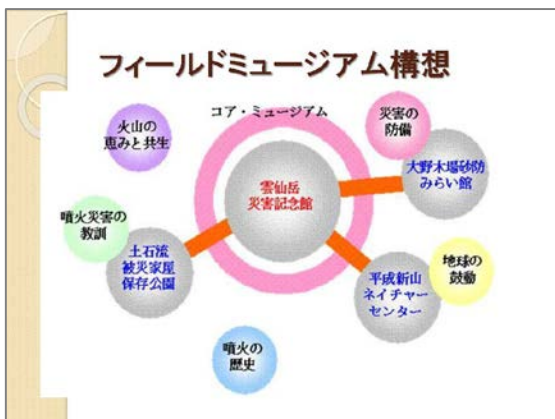 フィールドミュージアム構想
コア・ミュージアム
火山の
恵みと共生
災害の
防備
大野木場砂防
みらい館
雲仙岳
災害記念館
噴火災害の
教訓
土石流
被災家屋
保存公園
地球の
鼓動
平成新山
ネイチャー
センター
噴火の
歴史